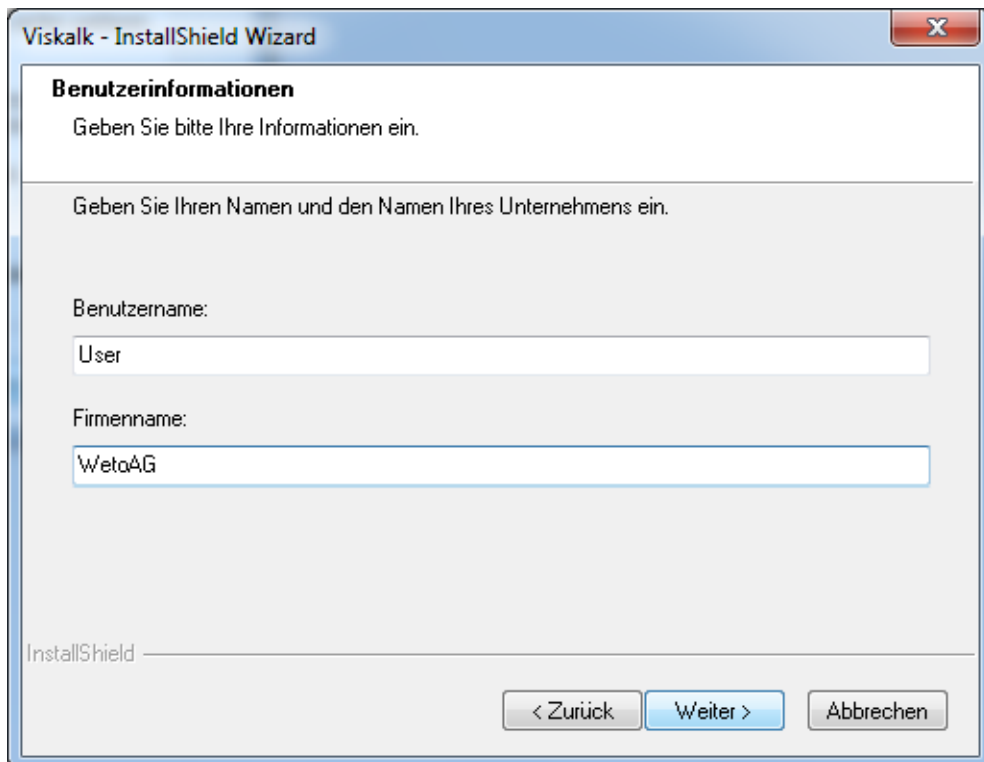 Viskalk - InstallShield Wizard
Benutzerinformationen
Geben Sie bitte Ihre Informationen ein.
Geben Sie Ihren Namen und den Namen Ihres Unternehmens ein.
Benutzername:
User
Firmenname:
WetoAG
InstallShield
< Zurück Weiter > Abbrechen